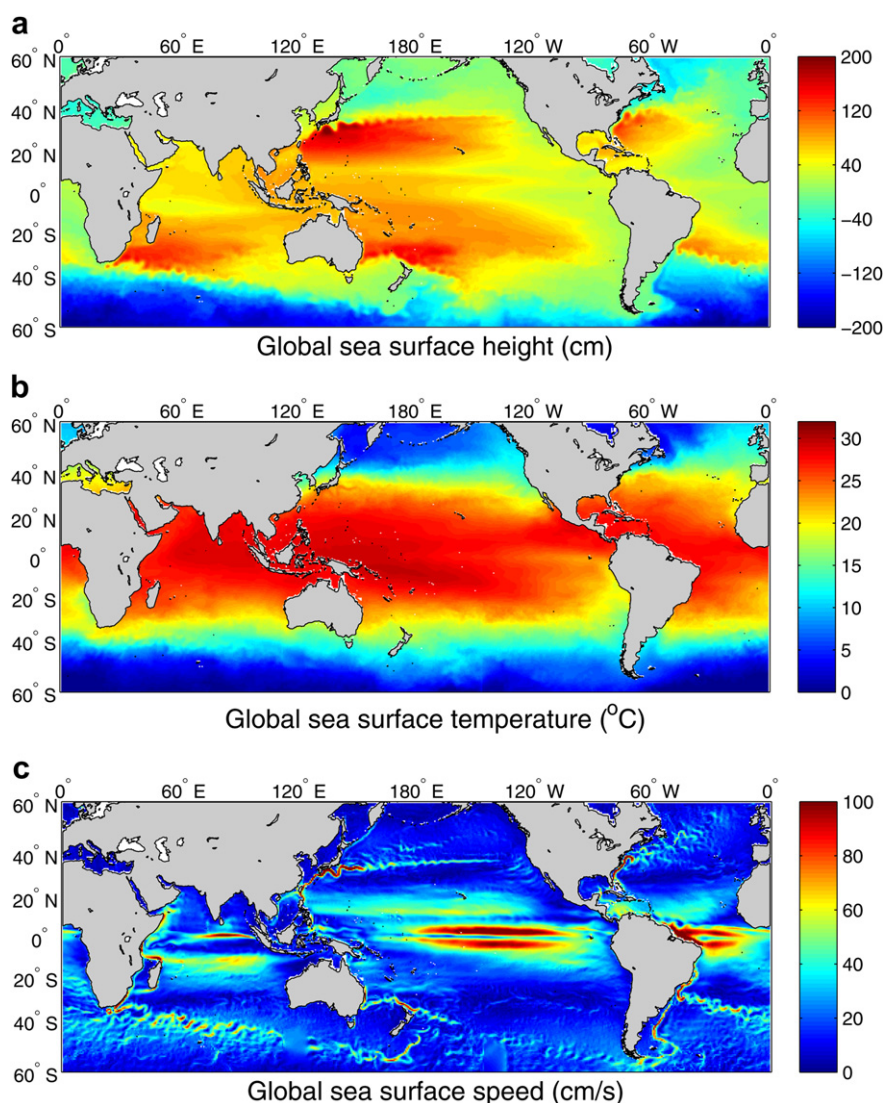 a
0° 60° E 120° E 180° W 120° W 60° W 0°
60° N
40° N
20° N
0°
20° S
40° S
60° S
200
120
40
−40
−120
−200
Global sea surface height (cm)
b
0° 60° E 120° E 180° W 120° W 60° W 0°
60° N
40° N
20° N
0°
20° S
40° S
60° S
30
25
20
15
10
5
0
Global sea surface temperature (°C)
c
0° 60° E 120° E 180° W 120° W 60° W 0°
60° N
40° N
20° N
0°
20° S
40° S
60° S
100
80
60
40
20
0
Global sea surface speed (cm/s)